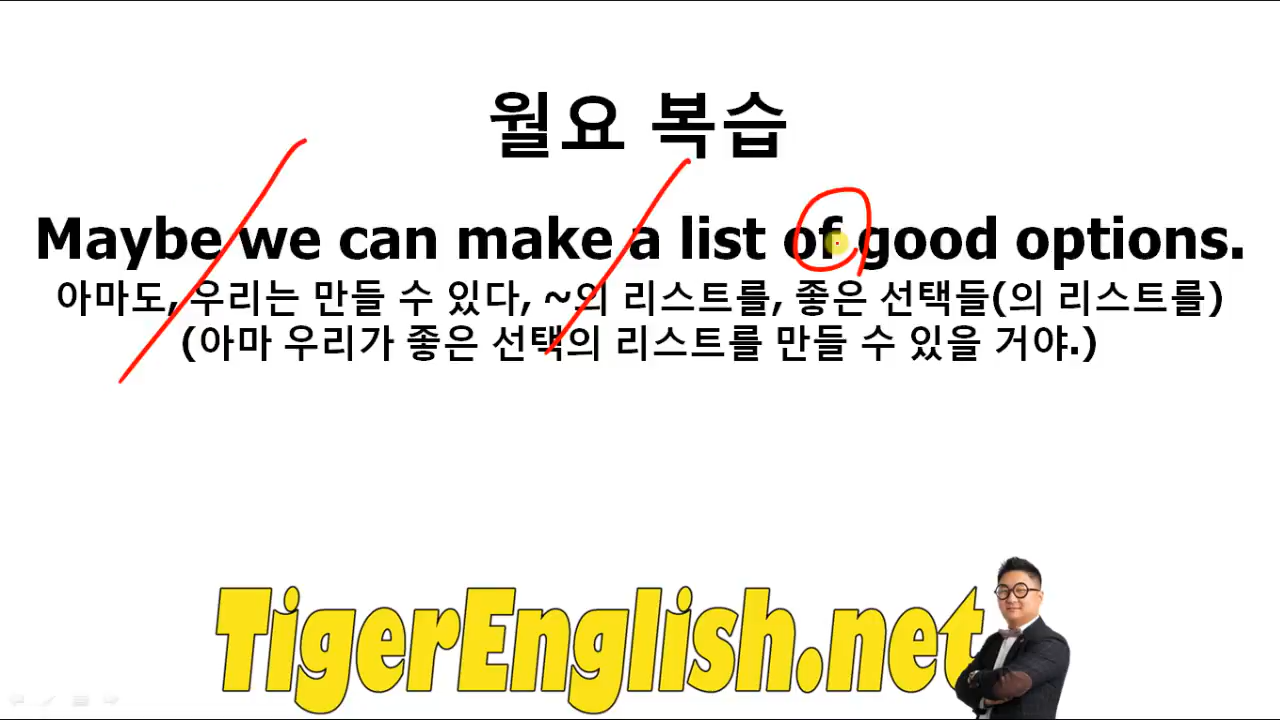 월요 복습
Maybe we can make a list of good options.
아마도, 우리는 만들 수 있다, ~의 리스트를, 좋은 선택들(의 리스트를)
(아마 우리가 좋은 선택의 리스트를 만들 수 있을 거야.)
TigerEnglish.net